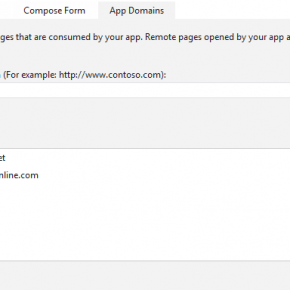 Compose Form App Domains
ges that are consumed by your app. Remote pages opened by your app a
(For example: http://www.contoso.com):
et
nline.com